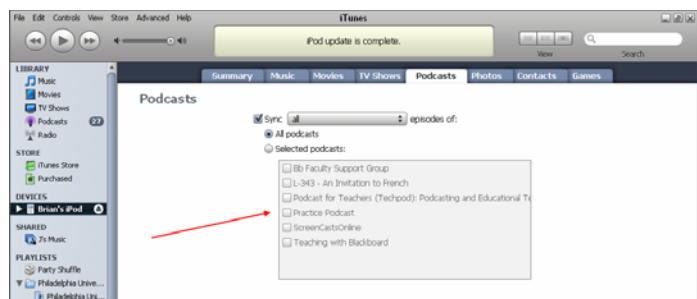 File Edit Controls View Store Advanced Help
iTunes
iPod update is complete.
View
Search
LIBRARY
Music
Movies
TV Shows
Podcasts 27
Radio
STORE
iTunes Store
Purchased
DEVICES
Brian's iPod
SHARED
J's Music
PLAYLISTS
Party Shuffle
Philadelphia Unive...
Philadelphia Uni...
Summary Music Movies TV Shows Podcasts Photos Contacts Games
Podcasts
Sync all episodes of:
All podcasts
Selected podcasts:
Bb Faculty Support Group
L-343 - An Invitation to French
Podcast for Teachers (Techpod): Podcasting and Educational Te
Practice Podcast
ScreenCastsOnline
Teaching with Blackboard